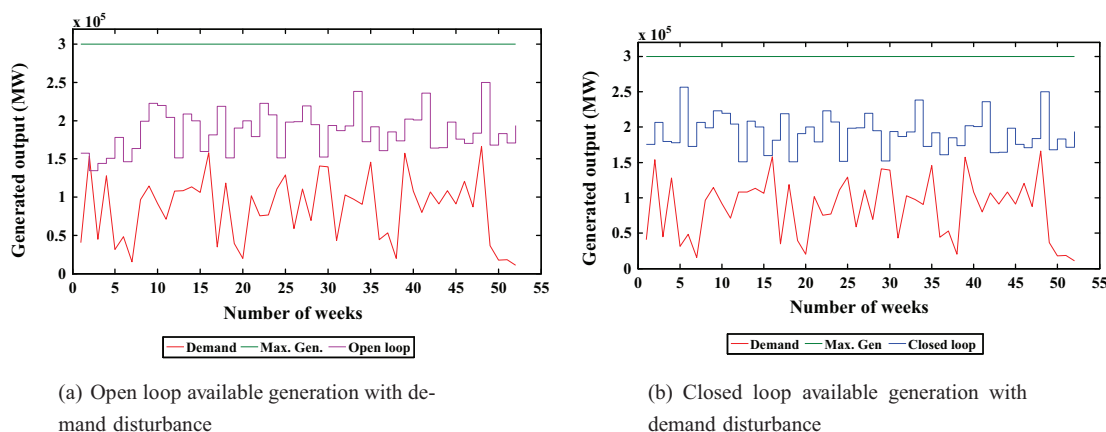 x 10⁵
3
2.5
2
1.5
1
0.5
0
Generated output (MW)
0 5 10 15 20 25 30 35 40 45 50 55
Number of weeks
Demand Max. Gen. Open loop
(a) Open loop available generation with de-
mand disturbance
x 10⁵
3
2.5
2
1.5
1
0.5
0
Generated output (MW)
0 5 10 15 20 25 30 35 40 45 50 55
Number of weeks
Demand Max. Gen Closed loop
(b) Closed loop available generation with
demand disturbance